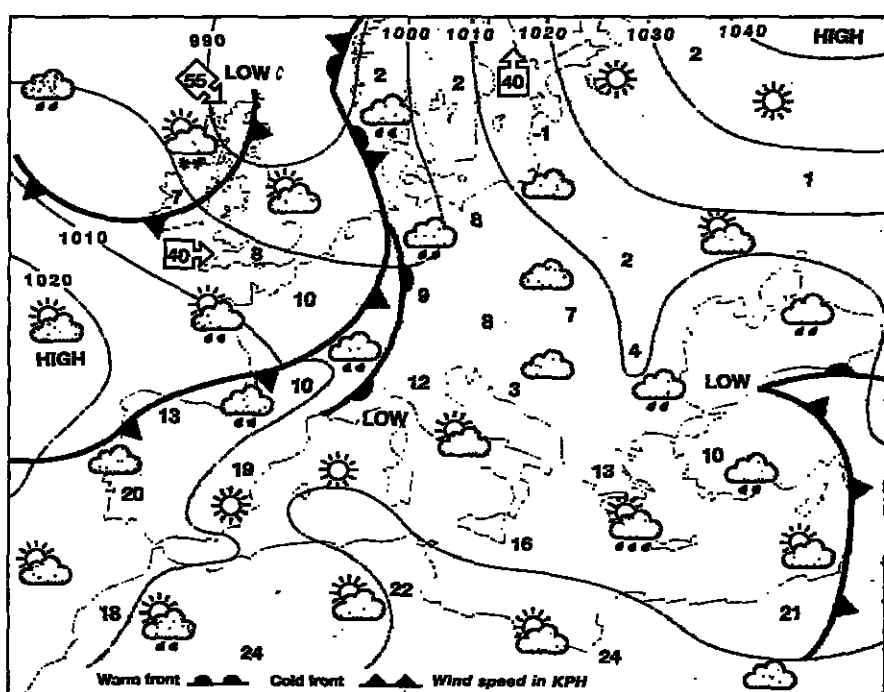 990 1000 1010 1020 1030 1040 HIGH
55 LOW C 2 2 40 2
1
7 1
1010 40 8 8 2
1020 10 9 8 7
HIGH 4
10 12 3 LOW
13 LOW
19 13 10
20
16
18 22 21
24 24
Warm front Cold front Wind speed in KPH